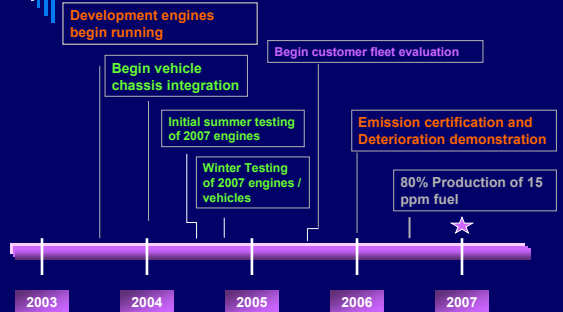 Development engines
begin running
Begin customer fleet evaluation
Begin vehicle
chassis integration
Initial summer testing
of 2007 engines
Emission certification and
Deterioration demonstration
Winter Testing
of 2007 engines /
vehicles
80% Production of 15
ppm fuel
2003
2004
2005
2006
2007